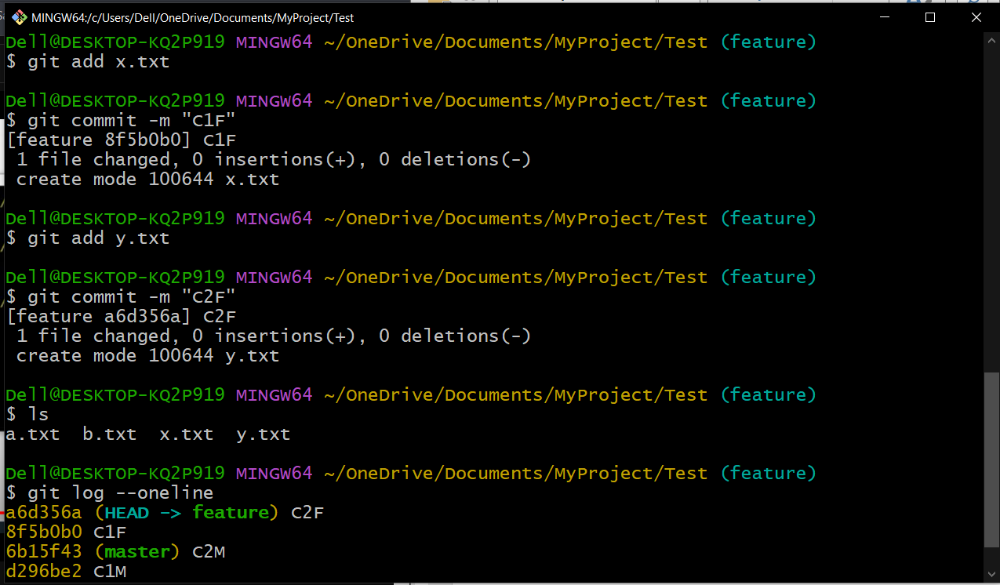 MINGW64:/c/Users/Dell/OneDrive/Documents/MyProject/Test
Dell@DESKTOP-KQ2P919 MINGW64 ~/OneDrive/Documents/MyProject/Test (feature)
$ git add x.txt
Dell@DESKTOP-KQ2P919 MINGW64 ~/OneDrive/Documents/MyProject/Test (feature)
$ git commit -m "C1F"
[feature 8f5b0b0] C1F
 1 file changed, 0 insertions(+), 0 deletions(-)
 create mode 100644 x.txt
Dell@DESKTOP-KQ2P919 MINGW64 ~/OneDrive/Documents/MyProject/Test (feature)
$ git add y.txt
Dell@DESKTOP-KQ2P919 MINGW64 ~/OneDrive/Documents/MyProject/Test (feature)
$ git commit -m "C2F"
[feature a6d356a] C2F
 1 file changed, 0 insertions(+), 0 deletions(-)
 create mode 100644 y.txt
Dell@DESKTOP-KQ2P919 MINGW64 ~/OneDrive/Documents/MyProject/Test (feature)
$ ls
a.txt  b.txt  x.txt  y.txt
Dell@DESKTOP-KQ2P919 MINGW64 ~/OneDrive/Documents/MyProject/Test (feature)
$ git log --oneline
a6d356a (HEAD -> feature) C2F
8f5b0b0 C1F
6b15f43 (master) C2M
d296be2 C1M